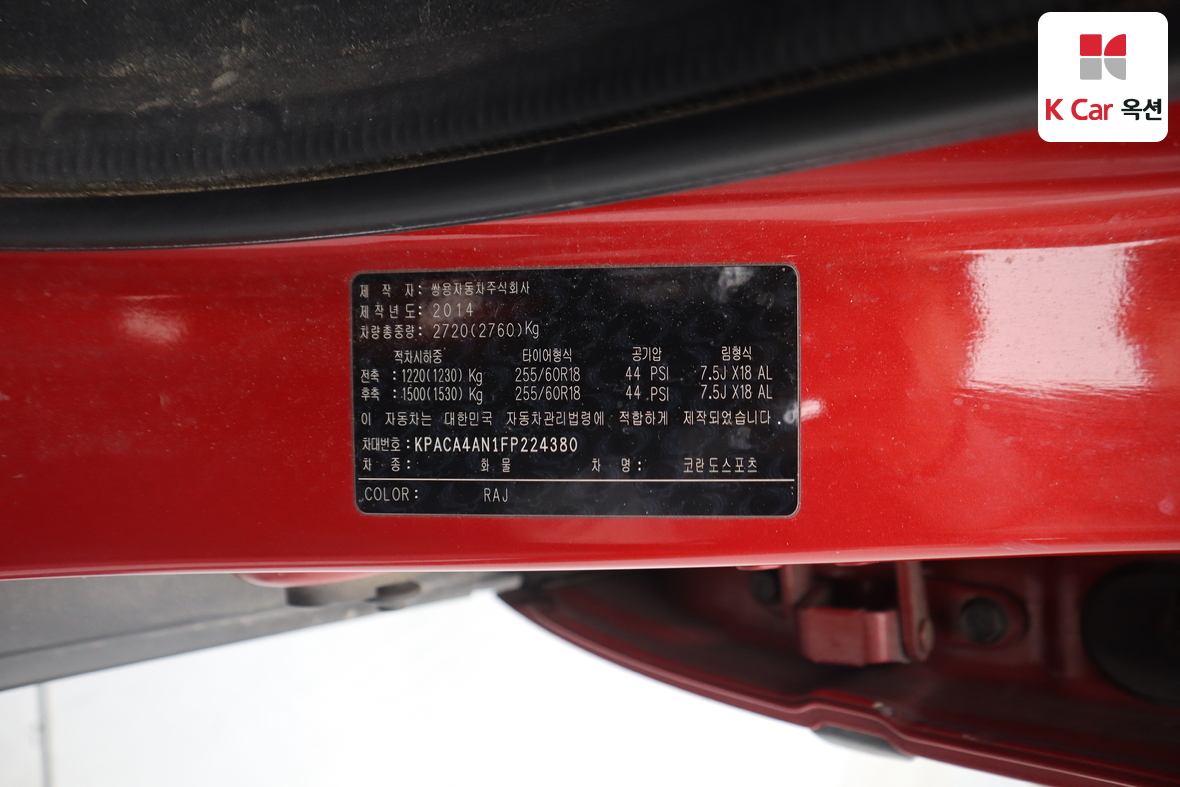 K Car 옥션
제 작 자: 쌍용자동차주식회사
제작년도: 2014
차량총중량: 2720(2760)Kg
적차시하중 타이어형식 공기압 림형식
전축 : 1220(1230) Kg 255/60R18 44 PSI 7.5J X18 AL
후축 : 1500(1530) Kg 255/60R18 44 PSI 7.5J X18 AL
이 자동차는 대한민국 자동차관리법령에 적합하게 제작되었습니다.
차대번호 : KPACA4AN1FP224380
차 종: 화 물 차 명: 코란도스포츠
COLOR: RAJ